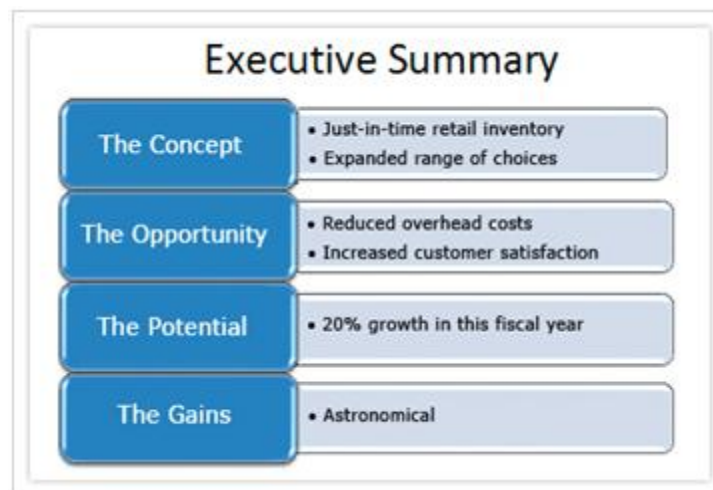 Executive Summary
The Concept
• Just-in-time retail inventory
• Expanded range of choices
The Opportunity
• Reduced overhead costs
• Increased customer satisfaction
The Potential
• 20% growth in this fiscal year
The Gains
• Astronomical